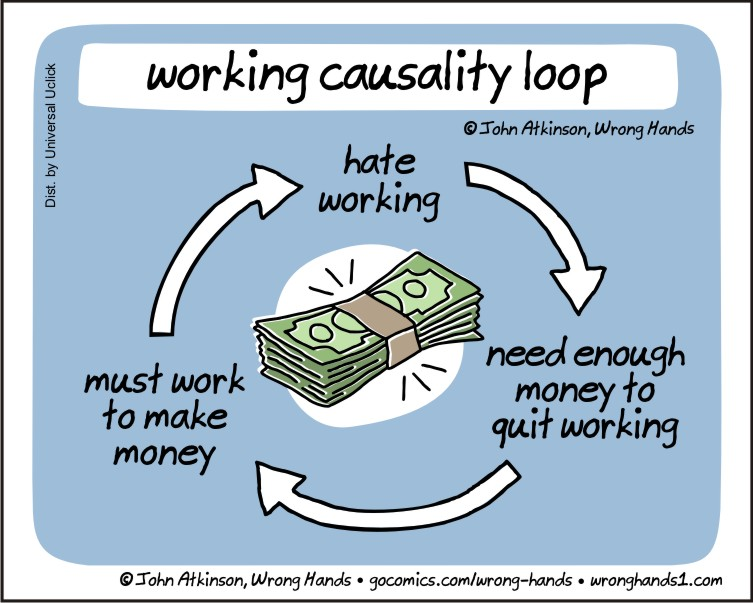 working causality loop
Dist. by Universal Uclick
© John Atkinson, Wrong Hands
hate
working
need enough
money to
quit working
must work
to make
money
© John Atkinson, Wrong Hands • gocomics.com/wrong-hands • wronghands1.com